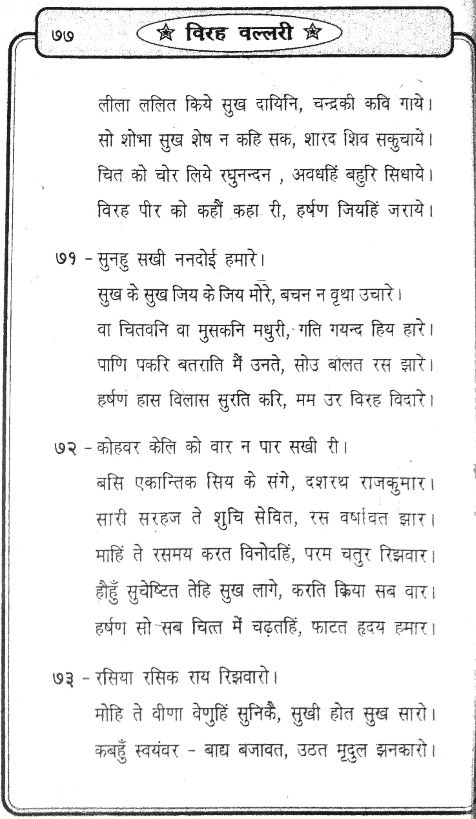 ७७ ☆ विरह वल्लरी ☆
लीला ललित किये सुख दायिनि, चन्द्रकी कवि गाये।
सो शोभा सुख शेष न कहि सक, शारद शिव सकुचाये।
चित को चोर लिये रघुनन्दन , अवधहिं बहुरि सिधाये।
विरह पीर को कहौं कहा री, हर्षण जियहिं जराये।
७१ - सुनहु सखी ननदोई हमारे।
सुख के सुख जिय के जिय मोरे, बचन न वृथा उचारे।
वा चितवनि वा मुसकनि मधुरी, गति गयन्द हिय हारे।
पाणि पकरि बतराति मैं उनते, सोउ बोलत रस झारे।
हर्षण हास विलास सुरति करि, मम उर विरह विदारे।
७२ - कोहवर केलि को वार न पार सखी री।
बसि एकान्तिक सिय के संगे, दशरथ राजकुमार।
सारी सरहज ते शुचि सेवित, रस वर्षावत झार।
माहिं ते रसमय करत विनोदहिं, परम चतुर रिझवार।
हौहुँ सुचेष्टित तेहि सुख लागे, करति क्रिया सब वार।
हर्षण सो सब चित्त में चढ़तहिं, फाटत हृदय हमार।
७३ - रसिया रसिक राय रिझवारो।
मोहि ते वीणा वेणुहिं सुनिकै, सुखी होत सुख सारो।
कबहुँ स्वयंवर - बाद्य बजावत, उठत मृदुल झनकारो।